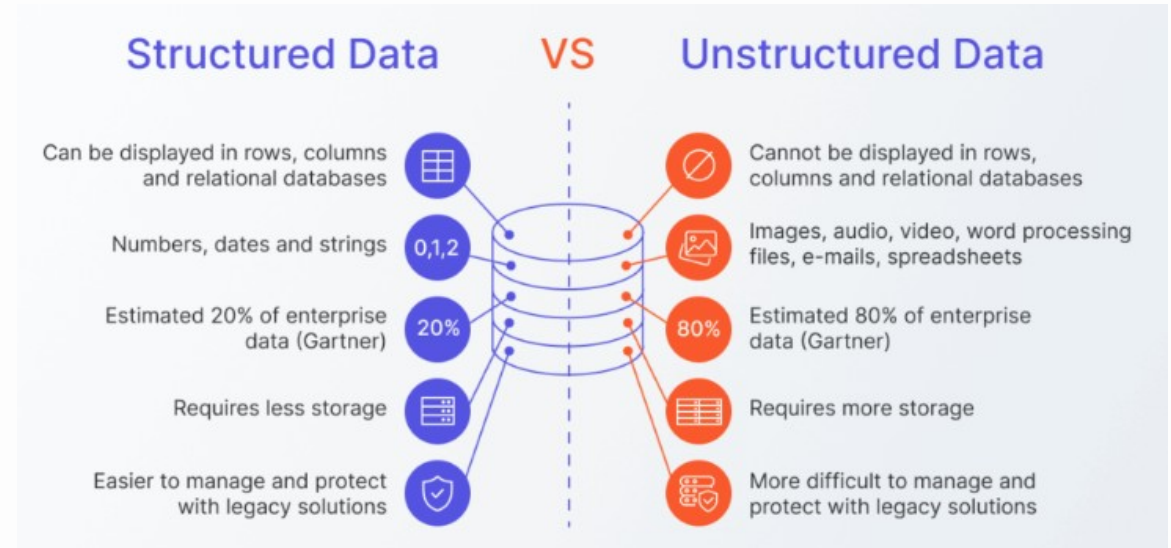 Structured Data VS Unstructured Data
Can be displayed in rows, columns
and relational databases
Cannot be displayed in rows,
columns and relational databases
Numbers, dates and strings
0,1,2
Images, audio, video, word processing
files, e-mails, spreadsheets
Estimated 20% of enterprise
data (Gartner)
20%
80%
Estimated 80% of enterprise
data (Gartner)
Requires less storage
Requires more storage
Easier to manage and protect
with legacy solutions
More difficult to manage and
protect with legacy solutions